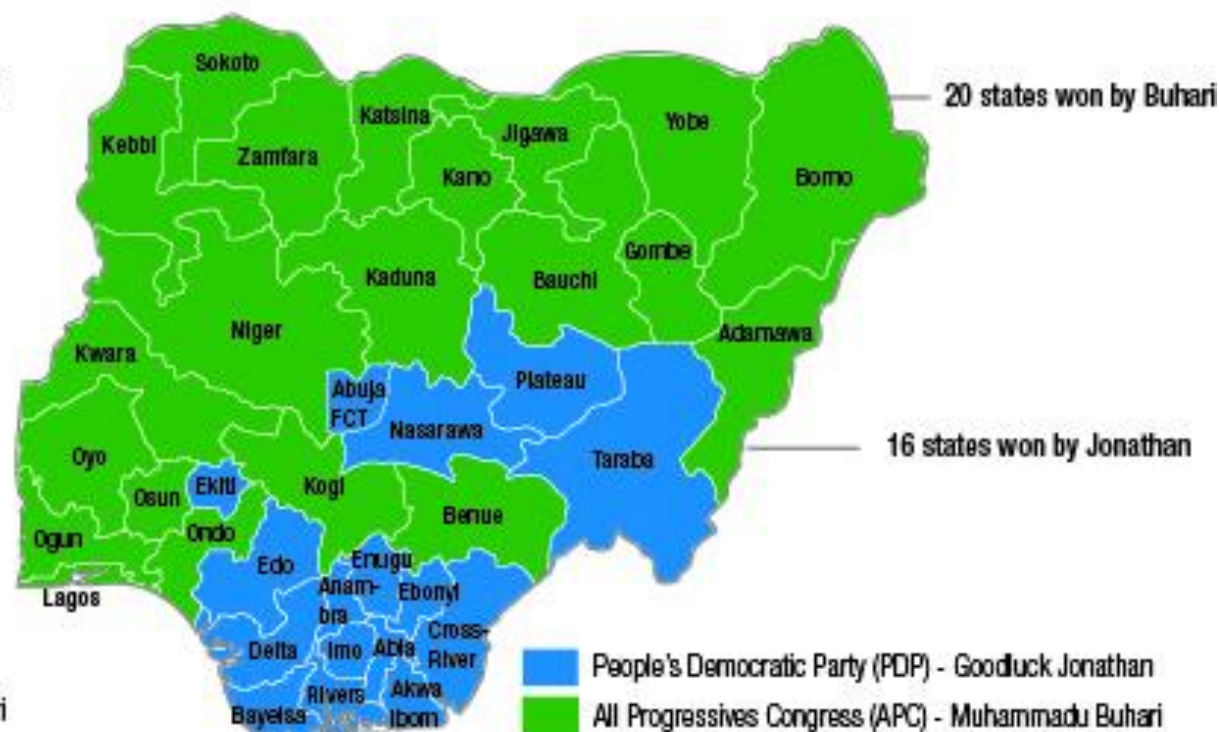 Sokoto
20 states won by Buhari
Katsina
Yobe
Jigawa
Kebbi
Zamfara
Kano
Borno
Gombe
Kaduna
Bauchi
Niger
Adamawa
Kwara
Plateau
Abuja
FCT
Nasarawa
16 states won by Jonathan
Oyo
Taraba
Ekiti
Kogi
Osun
Benue
Ondo
Ogun
Enugu
Edo
Anam-
bra
Ebonyi
Lagos
Cross-
River
Delta
Imo
Abia
People's Democratic Party (PDP) - Goodluck Jonathan
Rivers
Akwa
Ibom
Bayelsa
All Progressives Congress (APC) - Muhammadu Buhari